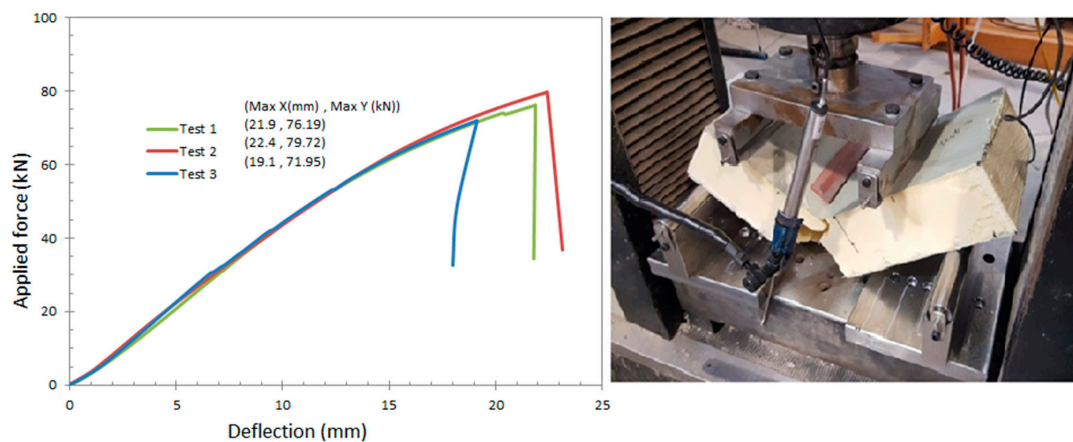 100
80
60
40
20
0
Applied force (kN)
(Max X(mm) , Max Y (kN))
Test 1 (21.9 , 76.19)
Test 2 (22.4 , 79.72)
Test 3 (19.1 , 71.95)
0 5 10 15 20 25
Deflection (mm)